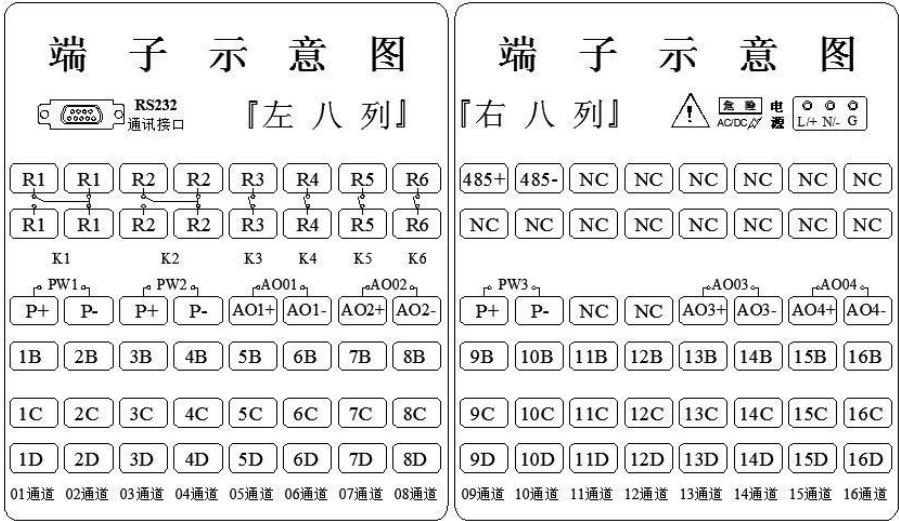 端子示意图
RS232
通讯接口
『左八列』
R1 R1 R2 R2 R3 R4 R5 R6
R1 R1 R2 R2 R3 R4 R5 R6
K1 K2 K3 K4 K5 K6
PW1 PW2 AO01 AO02
P+ P- P+ P- AO1+ AO1- AO2+ AO2-
1B 2B 3B 4B 5B 6B 7B 8B
1C 2C 3C 4C 5C 6C 7C 8C
1D 2D 3D 4D 5D 6D 7D 8D
01通道 02通道 03通道 04通道 05通道 06通道 07通道 08通道
端子示意图
『右八列』
危险
AC/DC
电源
L/+ N/- G
485+ 485- NC NC NC NC NC NC
NC NC NC NC NC NC NC NC
PW3 AO03 AO04
P+ P- NC NC AO3+ AO3- AO4+ AO4-
9B 10B 11B 12B 13B 14B 15B 16B
9C 10C 11C 12C 13C 14C 15C 16C
9D 10D 11D 12D 13D 14D 15D 16D
09通道 10通道 11通道 12通道 13通道 14通道 15通道 16通道